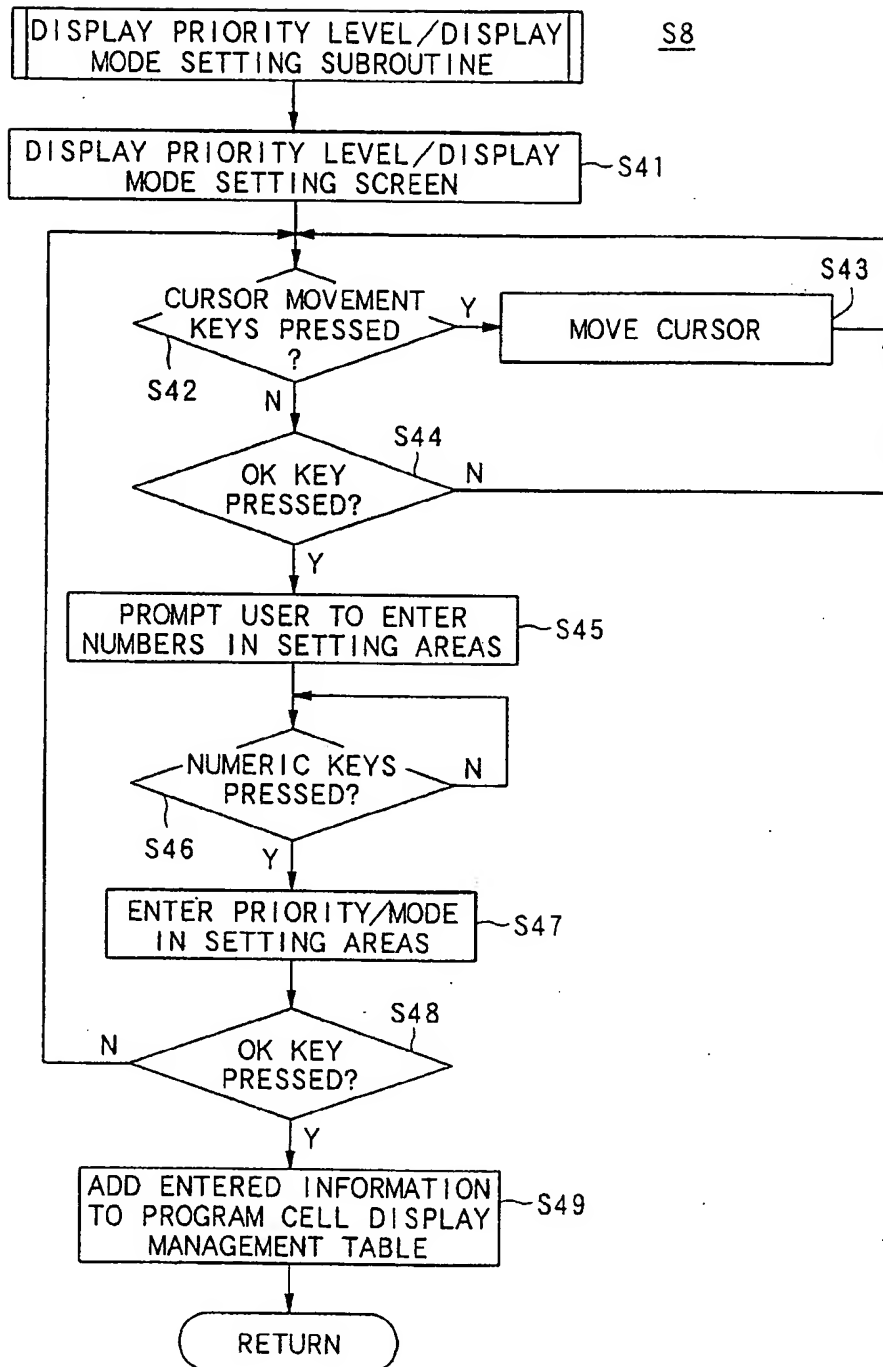 DISPLAY PRIORITY LEVEL/DISPLAY
MODE SETTING SUBROUTINE
S8
DISPLAY PRIORITY LEVEL/DISPLAY
MODE SETTING SCREEN
S41
CURSOR MOVEMENT
KEYS PRESSED
?
S42
Y
MOVE CURSOR
S43
N
OK KEY
PRESSED?
S44
N
Y
PROMPT USER TO ENTER
NUMBERS IN SETTING AREAS
S45
NUMERIC KEYS
PRESSED?
N
S46
Y
ENTER PRIORITY/MODE
IN SETTING AREAS
S47
OK KEY
PRESSED?
S48
N
Y
ADD ENTERED INFORMATION
TO PROGRAM CELL DISPLAY
MANAGEMENT TABLE
S49
RETURN